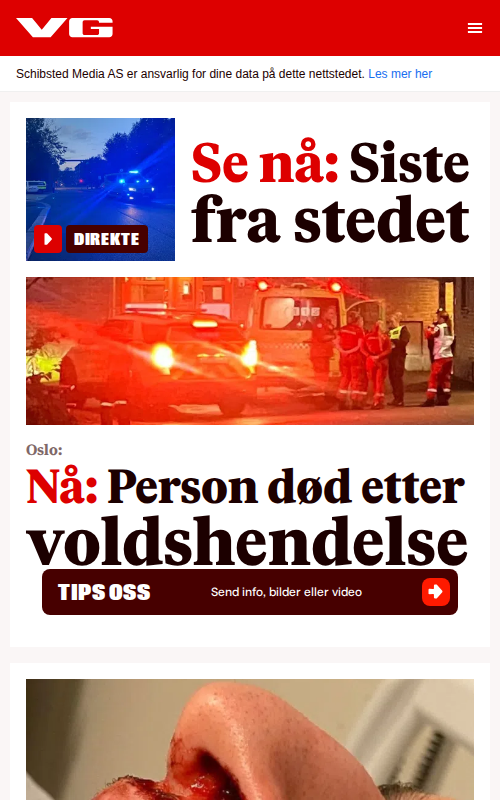 VG
Schibsted Media AS er ansvarlig for dine data på dette nettstedet. Les mer her
Se nå: Siste
fra stedet
DIREKTE
Oslo:
Nå: Person død etter
voldshendelse
TIPS OSS Send info, bilder eller video